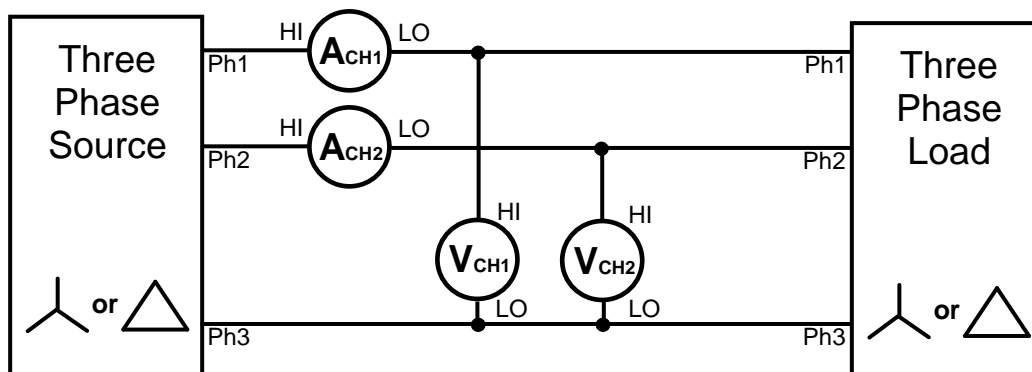 Three
Phase
Source
or
Ph1
Ph2
Ph3
HI
ACH1
LO
HI
ACH2
LO
HI
VCH1
LO
HI
VCH2
LO
Ph1
Ph2
Ph3
Three
Phase
Load
or